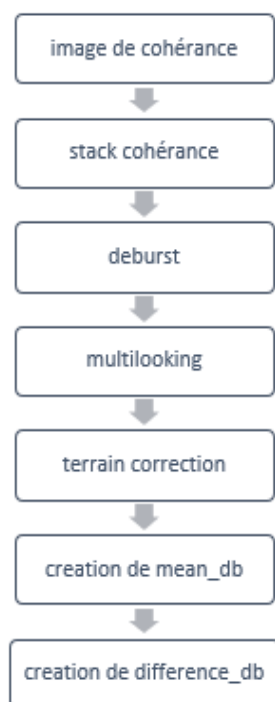 image de cohérance
stack cohérance
deburst
multilooking
terrain correction
creation de mean_db
creation de difference_db